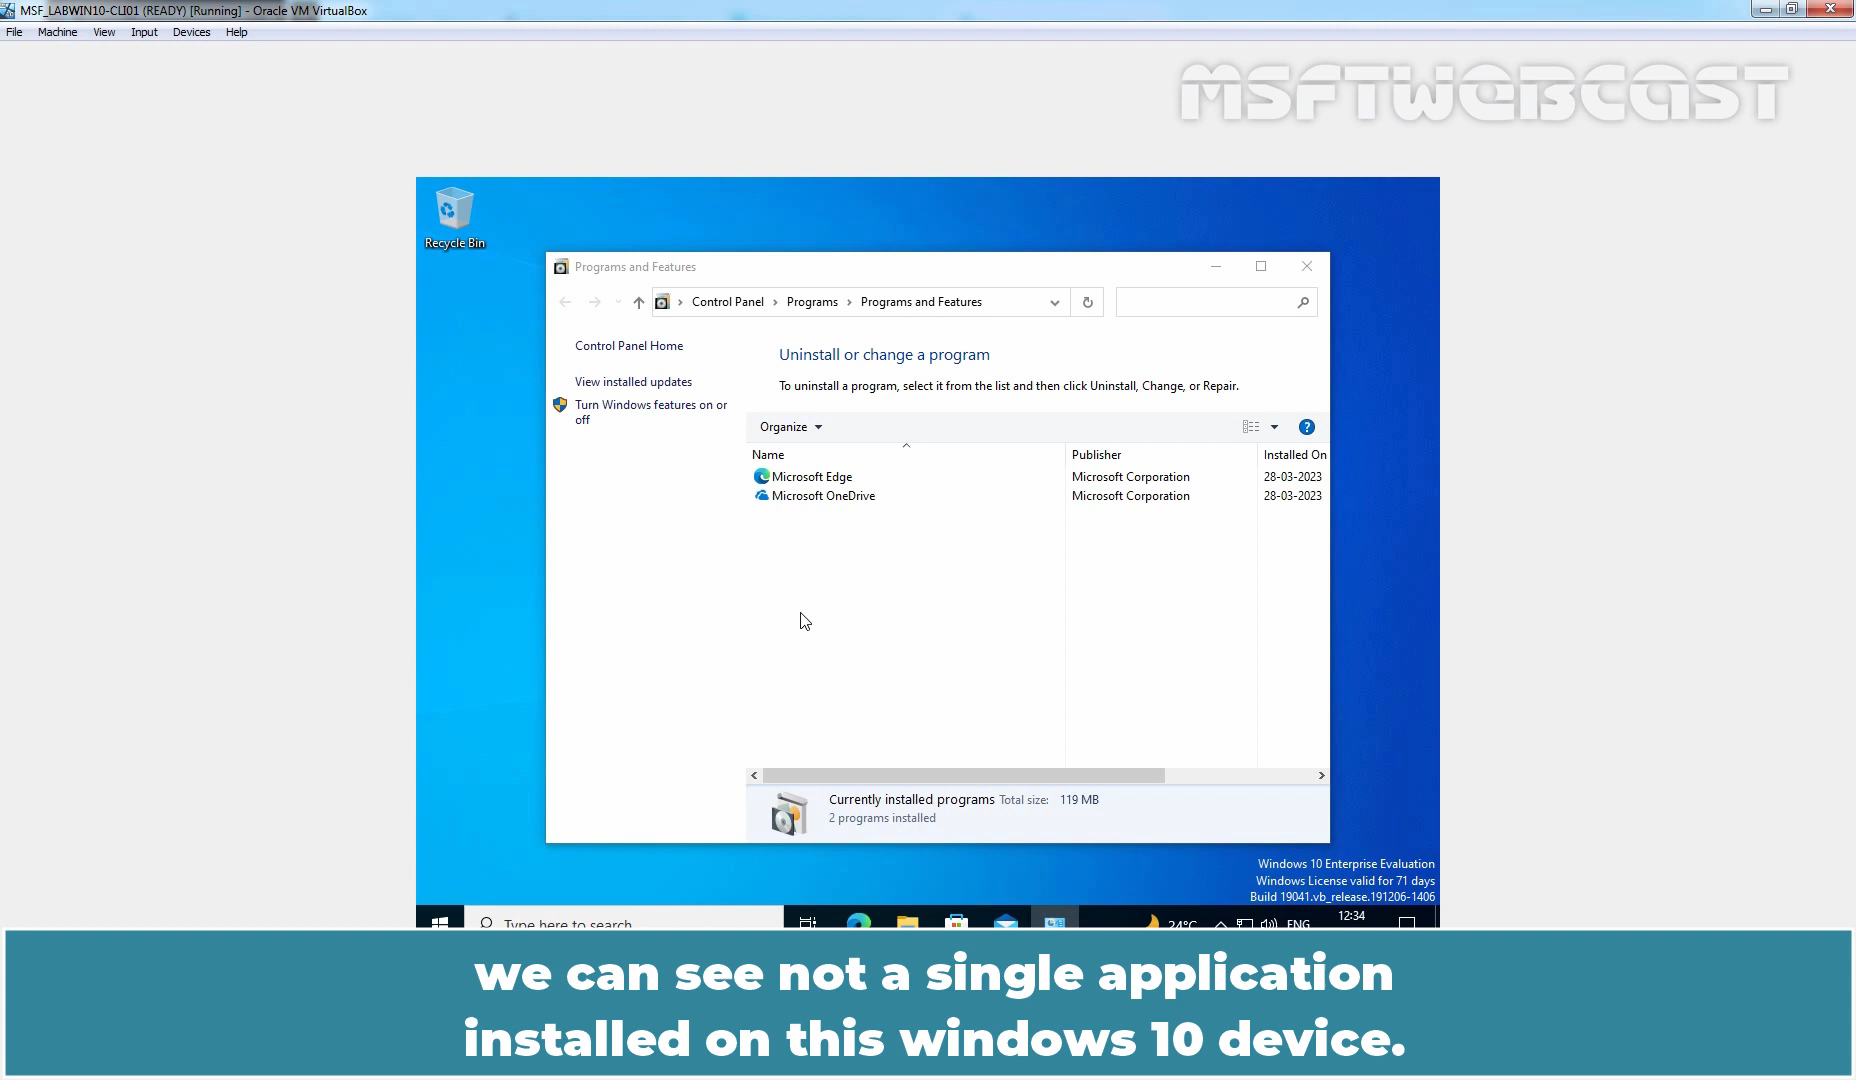 MSF_LABWIN10-CLI01 (READY) [Running] - Oracle VM VirtualBox
File Machine View Input Devices Help
MSFTWEBCAST
Recycle Bin
Programs and Features
Control Panel > Programs > Programs and Features
Control Panel Home
View installed updates
Turn Windows features on or
off
Uninstall or change a program
To uninstall a program, select it from the list and then click Uninstall, Change, or Repair.
Organize
Name Publisher Installed On
Microsoft Edge Microsoft Corporation 28-03-2023
Microsoft OneDrive Microsoft Corporation 28-03-2023
Currently installed programs Total size: 119 MB
2 programs installed
Windows 10 Enterprise Evaluation
Windows License valid for 71 days
Build 19041.vb_release.191206-1406
Type here to search 24°C ENG 12:34
we can see not a single application
installed on this windows 10 device.